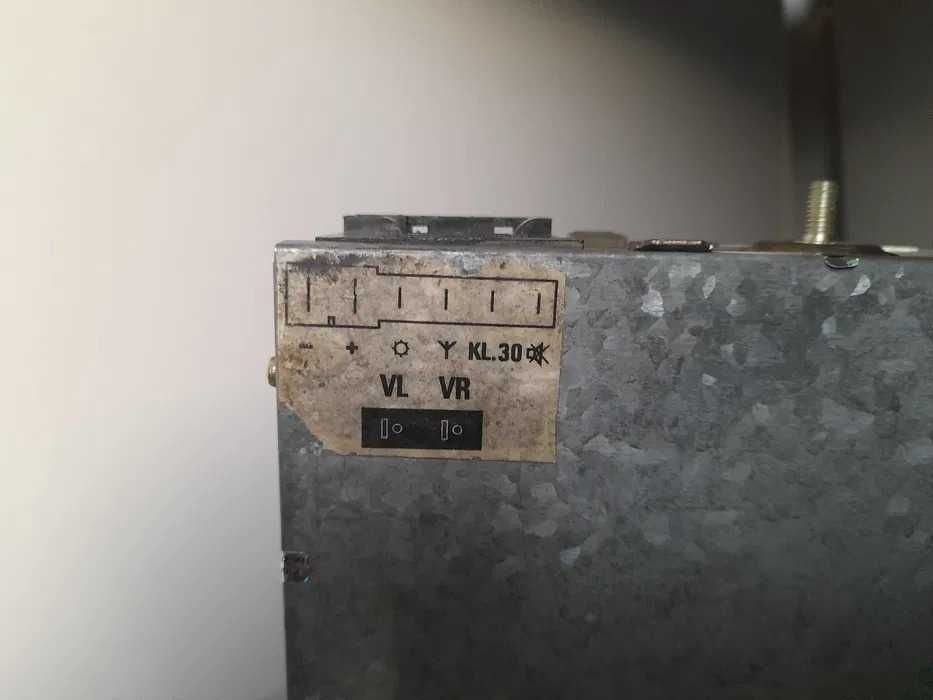 - + KL.30
VL VR